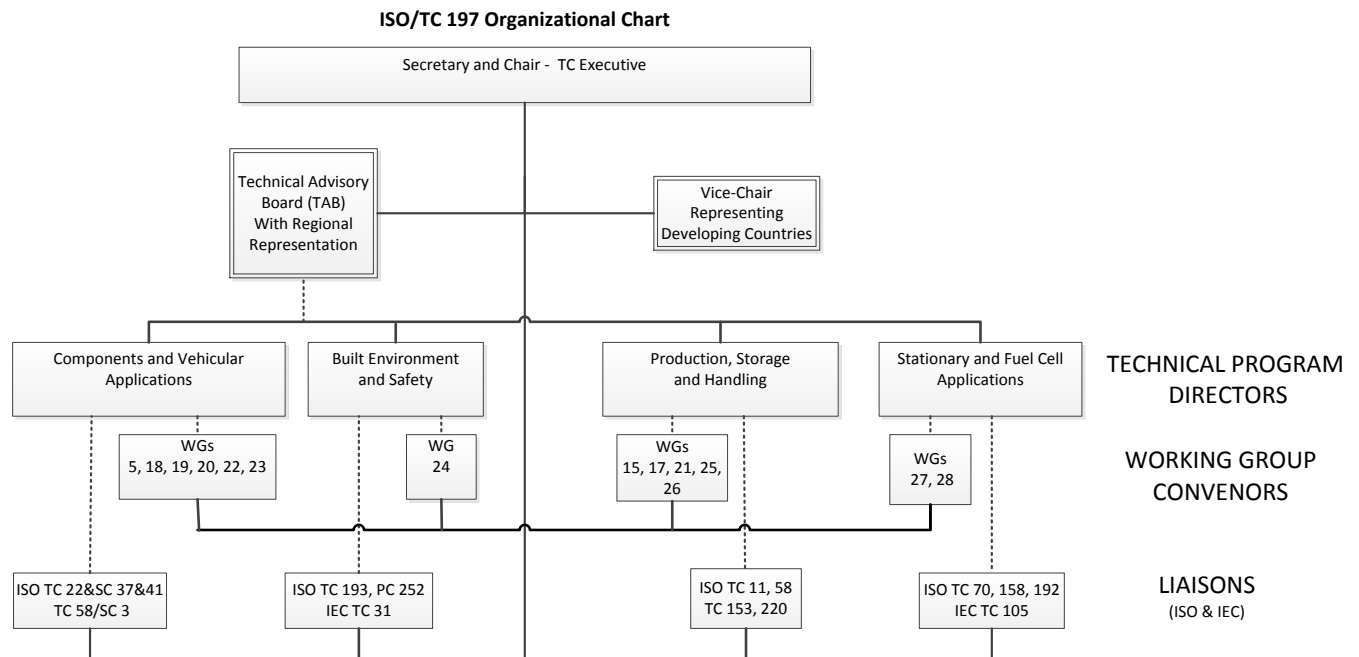 ISO/TC 197 Organizational Chart
Secretary and Chair - TC Executive
Technical Advisory
Board (TAB)
With Regional
Representation
Vice-Chair
Representing
Developing Countries
Components and Vehicular
Applications
Built Environment
and Safety
Production, Storage
and Handling
Stationary and Fuel Cell
Applications
TECHNICAL PROGRAM
DIRECTORS
WGs
5, 18, 19, 20, 22, 23
WG
24
WGs
15, 17, 21, 25,
26
WGs
27, 28
WORKING GROUP
CONVENORS
ISO TC 22&SC 37&41
TC 58/SC 3
ISO TC 193, PC 252
IEC TC 31
ISO TC 11, 58
TC 153, 220
ISO TC 70, 158, 192
IEC TC 105
LIAISONS
(ISO & IEC)